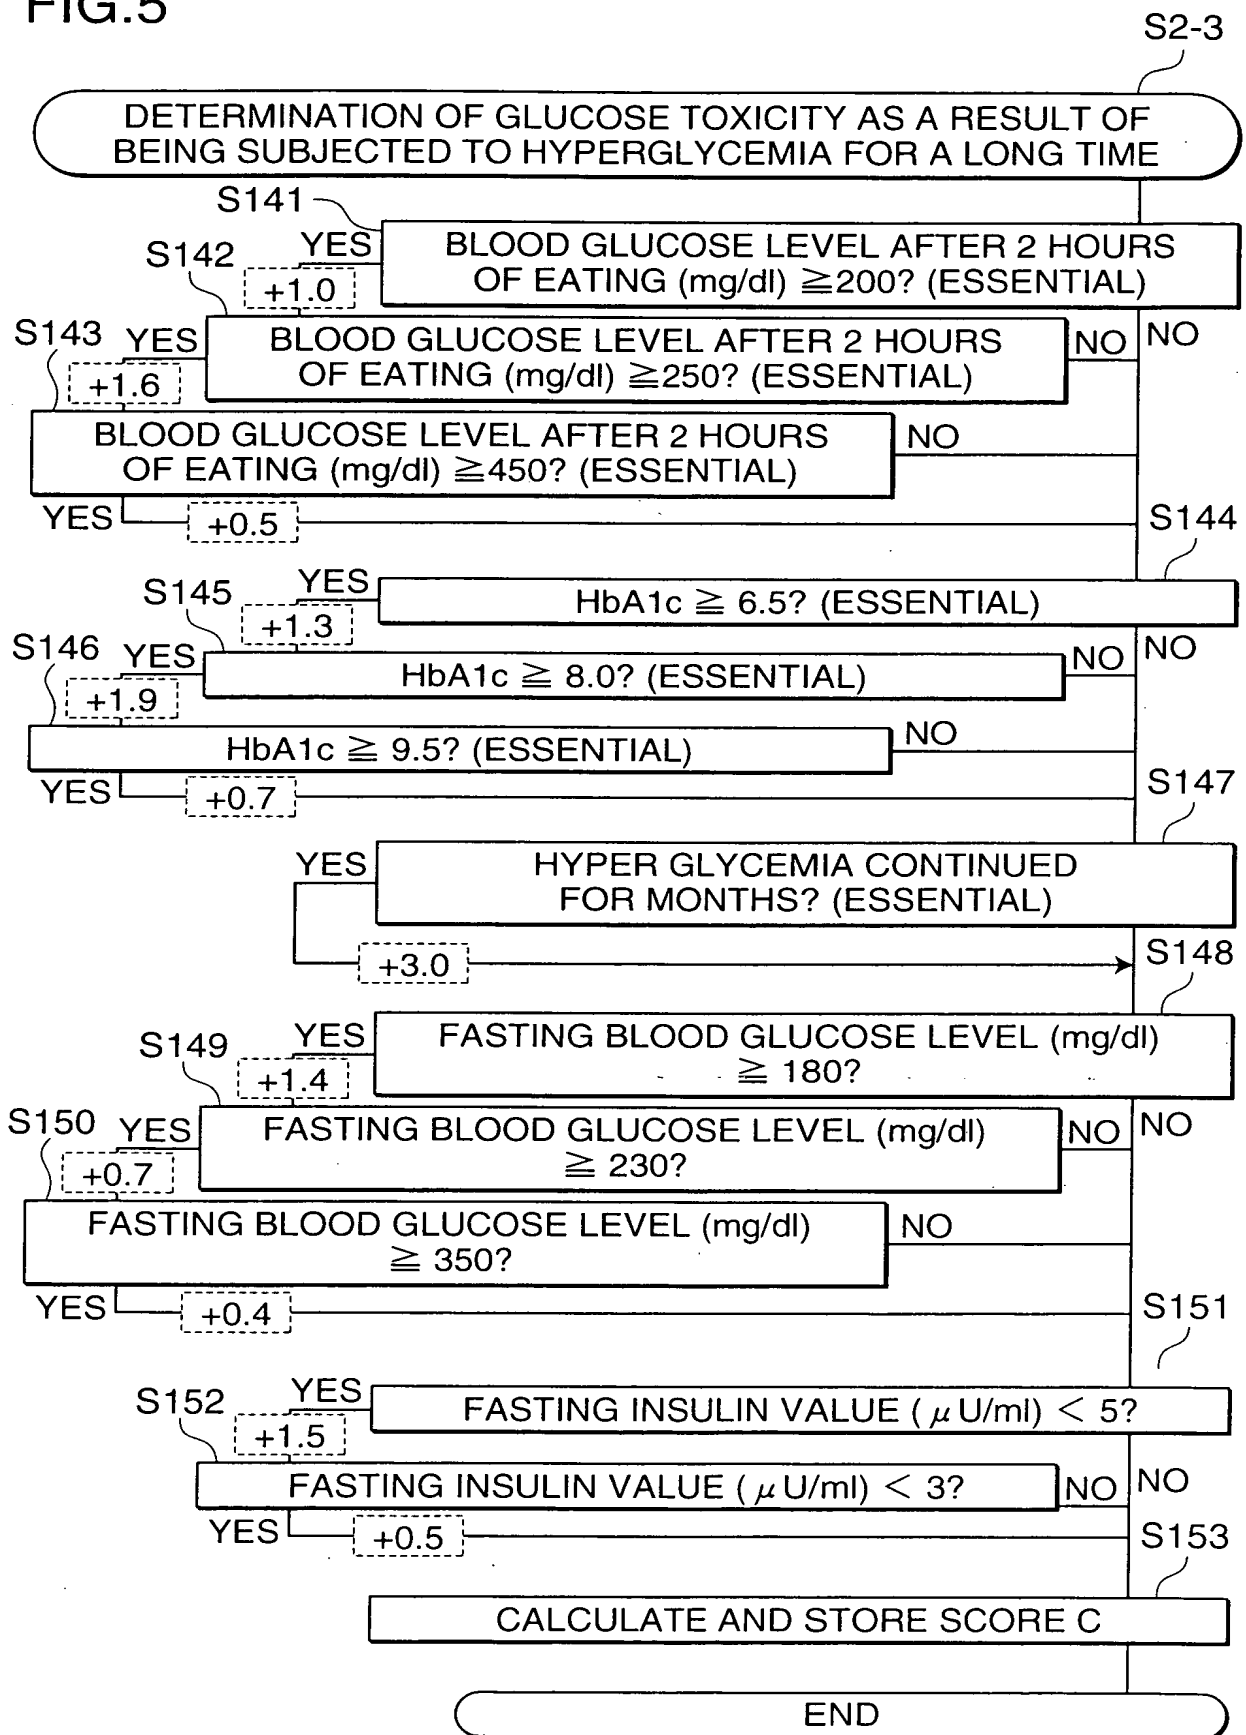 FIG.5
S2-3
DETERMINATION OF GLUCOSE TOXICITY AS A RESULT OF
BEING SUBJECTED TO HYPERGLYCEMIA FOR A LONG TIME
S141
YES
BLOOD GLUCOSE LEVEL AFTER 2 HOURS
OF EATING (mg/dl) ≧200? (ESSENTIAL)
+1.0
NO
S142
YES
BLOOD GLUCOSE LEVEL AFTER 2 HOURS
OF EATING (mg/dl) ≧250? (ESSENTIAL)
NO
+1.6
S143
BLOOD GLUCOSE LEVEL AFTER 2 HOURS
OF EATING (mg/dl) ≧450? (ESSENTIAL)
NO
YES
+0.5
S144
YES
HbA1c ≧ 6.5? (ESSENTIAL)
+1.3
NO
S145
YES
HbA1c ≧ 8.0? (ESSENTIAL)
NO
+1.9
S146
HbA1c ≧ 9.5? (ESSENTIAL)
NO
YES
+0.7
S147
YES
HYPER GLYCEMIA CONTINUED
FOR MONTHS? (ESSENTIAL)
+3.0
S148
YES
FASTING BLOOD GLUCOSE LEVEL (mg/dl)
≧ 180?
+1.4
NO
S149
YES
FASTING BLOOD GLUCOSE LEVEL (mg/dl)
≧ 230?
NO
+0.7
S150
FASTING BLOOD GLUCOSE LEVEL (mg/dl)
≧ 350?
NO
YES
+0.4
S151
YES
FASTING INSULIN VALUE ( μ U/ml) < 5?
+1.5
NO
S152
FASTING INSULIN VALUE ( μ U/ml) < 3?
NO
YES
+0.5
S153
CALCULATE AND STORE SCORE C
END